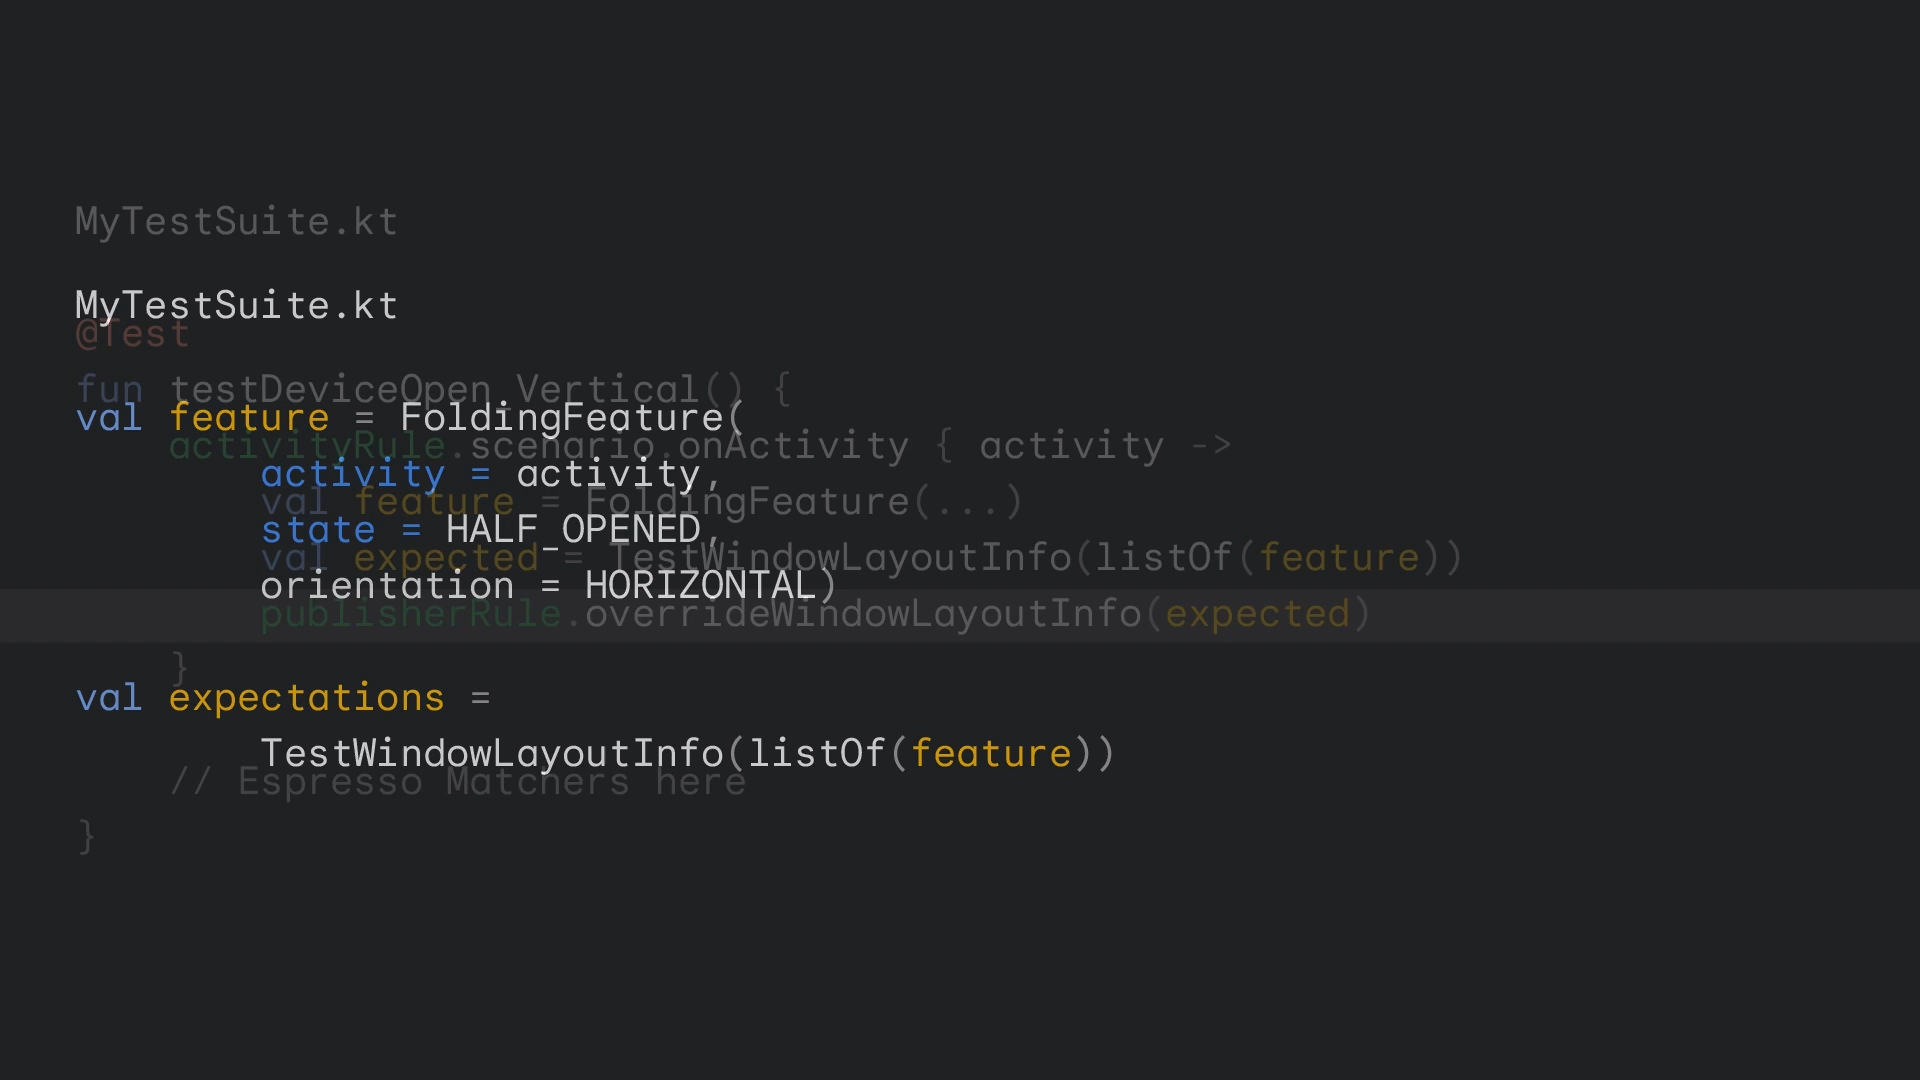 MyTestSuite.kt
MyTestSuite.kt
@Test
fun testDeviceOpen_Vertical() {
val feature = FoldingFeature(
activityRule.scenario.onActivity { activity ->
activity = activity,
val feature = FoldingFeature(...)
state = HALF_OPENED,
val expected = TestWindowLayoutInfo(listOf(feature))
orientation = HORIZONTAL)
publisherRule.overrideWindowLayoutInfo(expected)
}
val expectations =
TestWindowLayoutInfo(listOf(feature))
// Espresso Matchers here
}